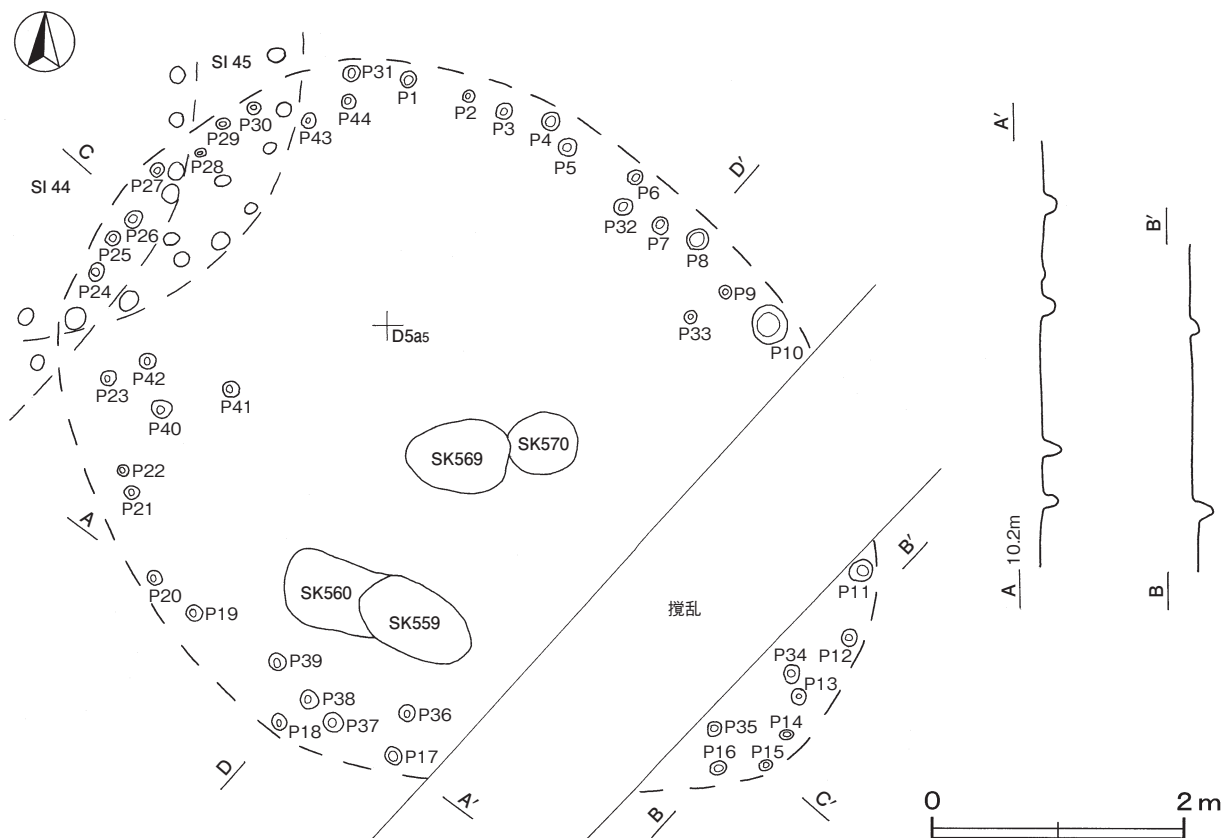 SI 45
P31
P1
P2
P3
P4
P5
P44
P43
P30
P29
P28
P27
C
SI 44
P26
P25
P24
D'
P6
P32
P7
P8
P9
P33
P10
D5a5
P42
P23
P41
P40
P22
P21
A
SK569
SK570
P20
P19
SK560
SK559
P39
P38
P18
P37
P36
P17
D
A'
撹乱
B'
P11
P12
P34
P13
P35
P14
P16
P15
B
C'
A'
A
10.2m
B'
B
0
2 m